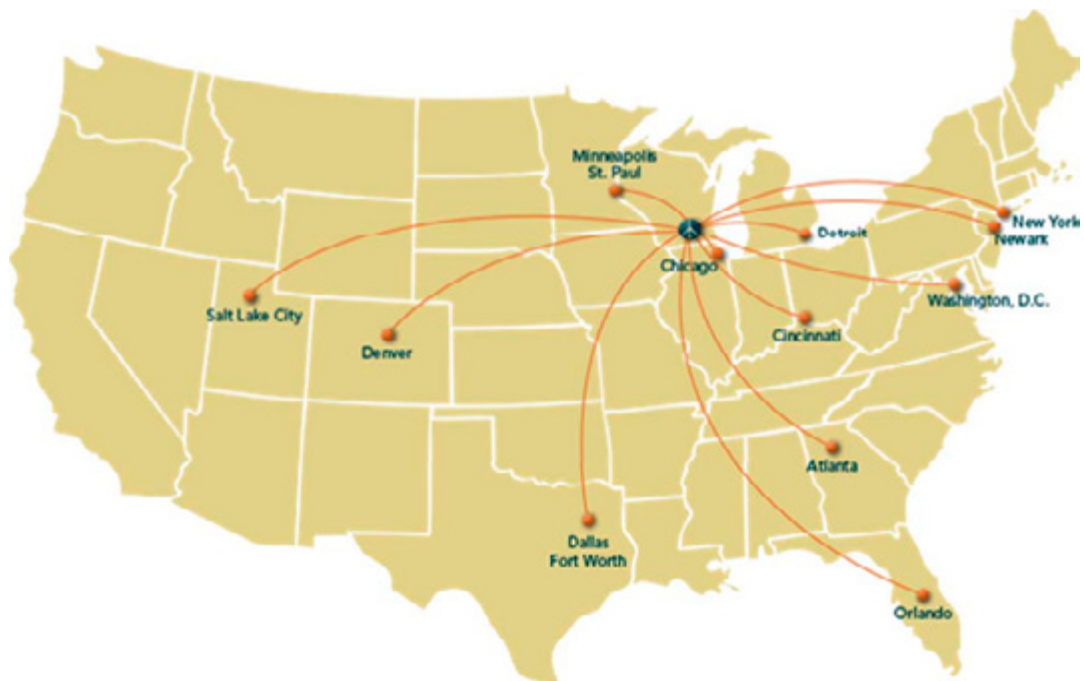 Minneapolis
St. Paul
New York
Newark
Detroit
Chicago
Washington, D.C.
Salt Lake City
Cincinnati
Denver
Atlanta
Dallas
Fort Worth
Orlando